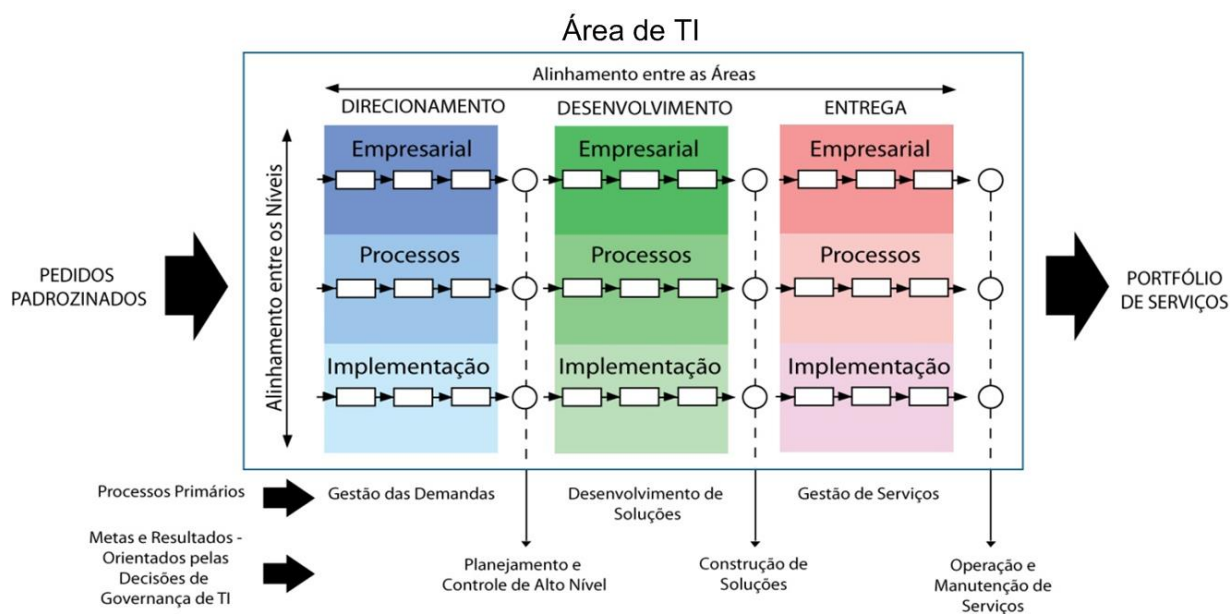 Área de TI
Alinhamento entre as Áreas
DIRECIONAMENTO
DESENVOLVIMENTO
ENTREGA
Alinhamento entre os Níveis
Empresarial
Empresarial
Empresarial
Processos
Processos
Processos
Implementação
Implementação
Implementação
PEDIDOS
PADROZINADOS
PORTFÓLIO
DE SERVIÇOS
Processos Primários
Gestão das Demandas
Desenvolvimento de
Soluções
Gestão de Serviços
Metas e Resultados -
Orientados pelas
Decisões de
Governança de TI
Planejamento e
Controle de Alto Nível
Construção de
Soluções
Operação e
Manutenção de
Serviços